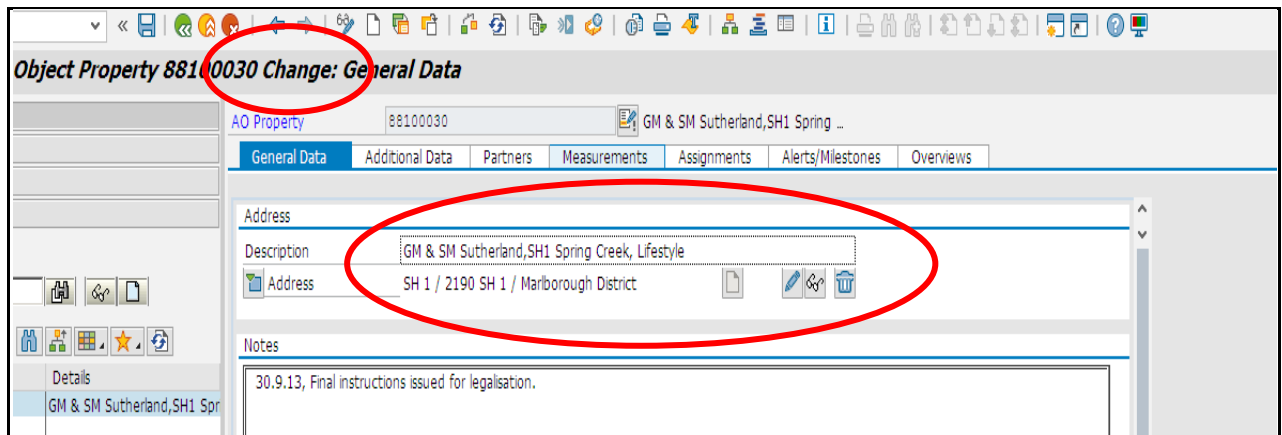 Object Property 88100030 Change: General Data
AO Property 88100030 GM & SM Sutherland,SH1 Spring ...
General Data Additional Data Partners Measurements Assignments Alerts/Milestones Overviews
Address
Description GM & SM Sutherland,SH1 Spring Creek, Lifestyle
Address SH 1 / 2190 SH 1 / Marlborough District
Notes
30.9.13, Final instructions issued for legalisation.
Details
GM & SM Sutherland,SH1 Spr